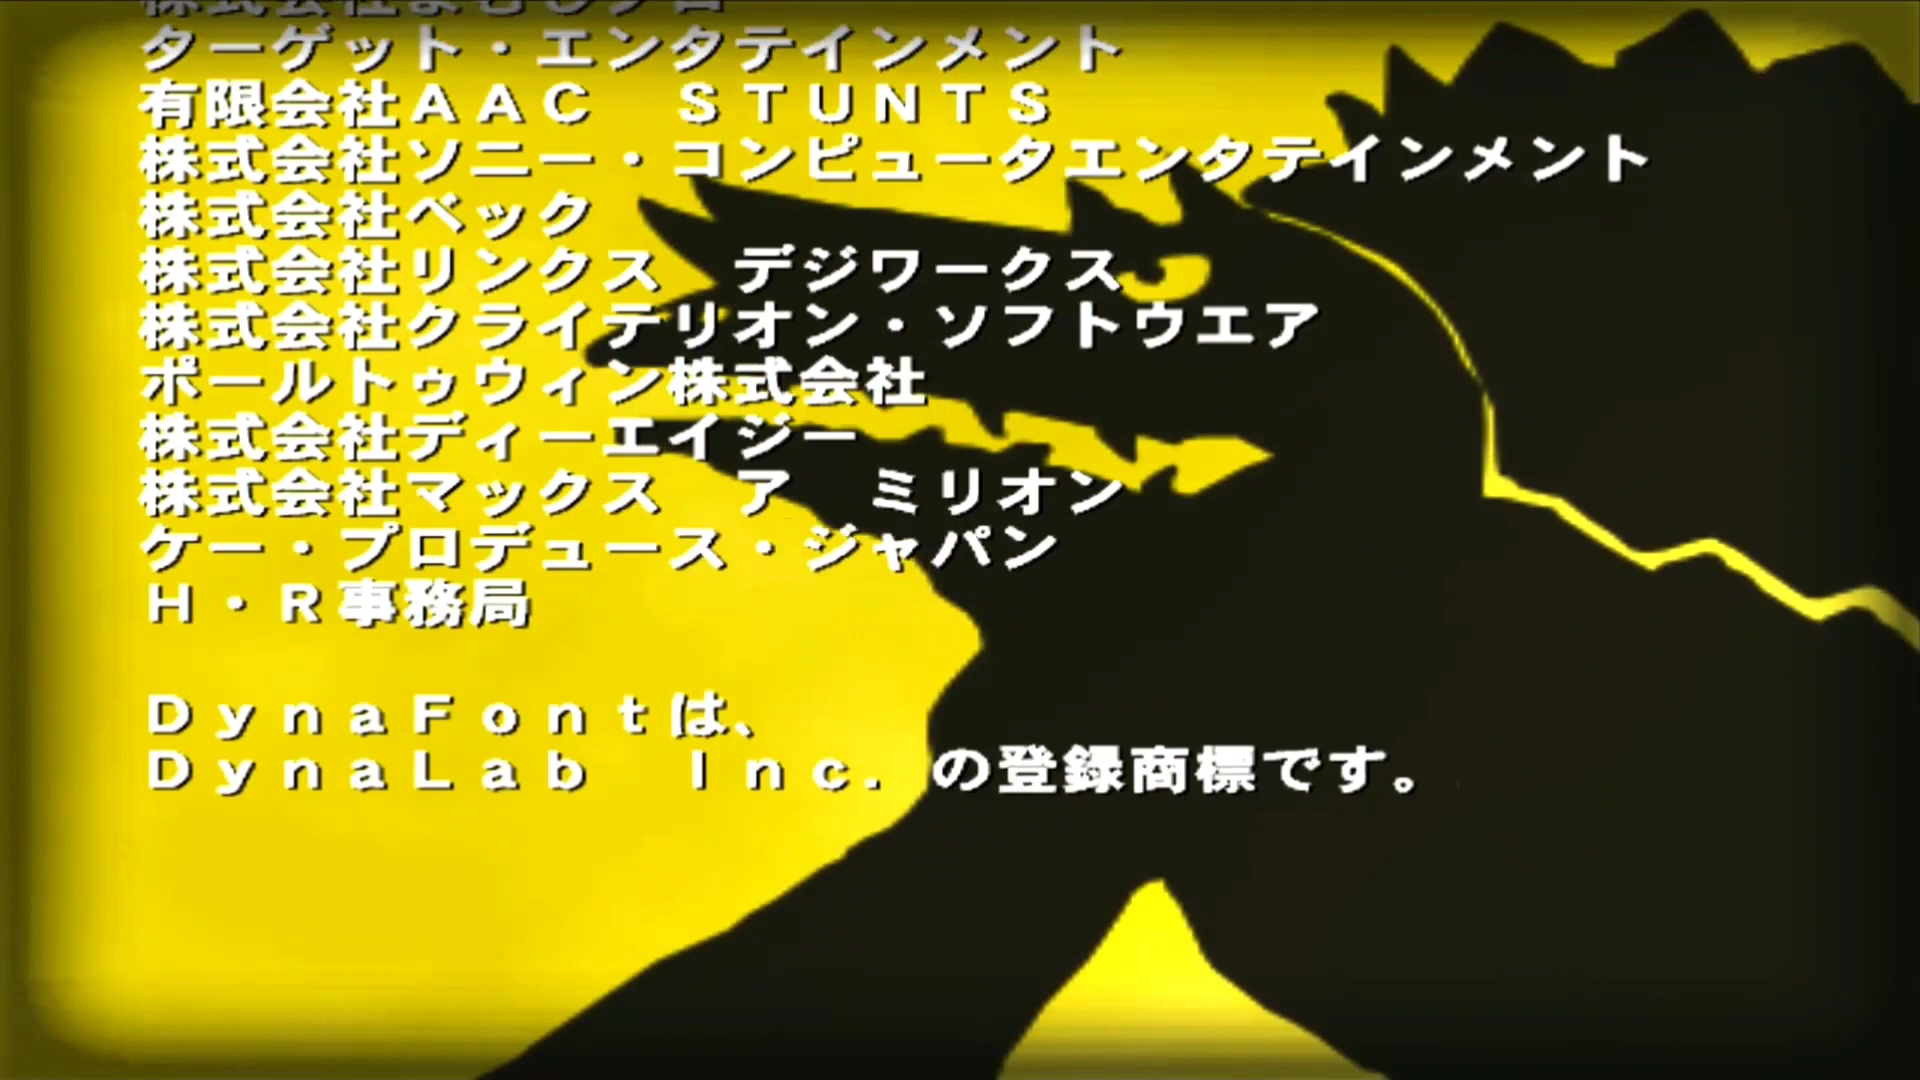 ターゲット・エンタテインメント
有限会社ＡＡＣ　ＳＴＵＮＴＳ
株式会社ソニー・コンピュータエンタテインメント
株式会社ベック
株式会社リンクス　デジワークス
株式会社クライテリオン・ソフトウエア
ポールトゥウィン株式会社
株式会社ディーエイジー
株式会社マックス　ア　ミリオン
ケー・プロデュース・ジャパン
Ｈ・Ｒ事務局
ＤｙｎａＦｏｎｔは、
ＤｙｎａＬａｂ　Ｉｎｃ．の登録商標です。